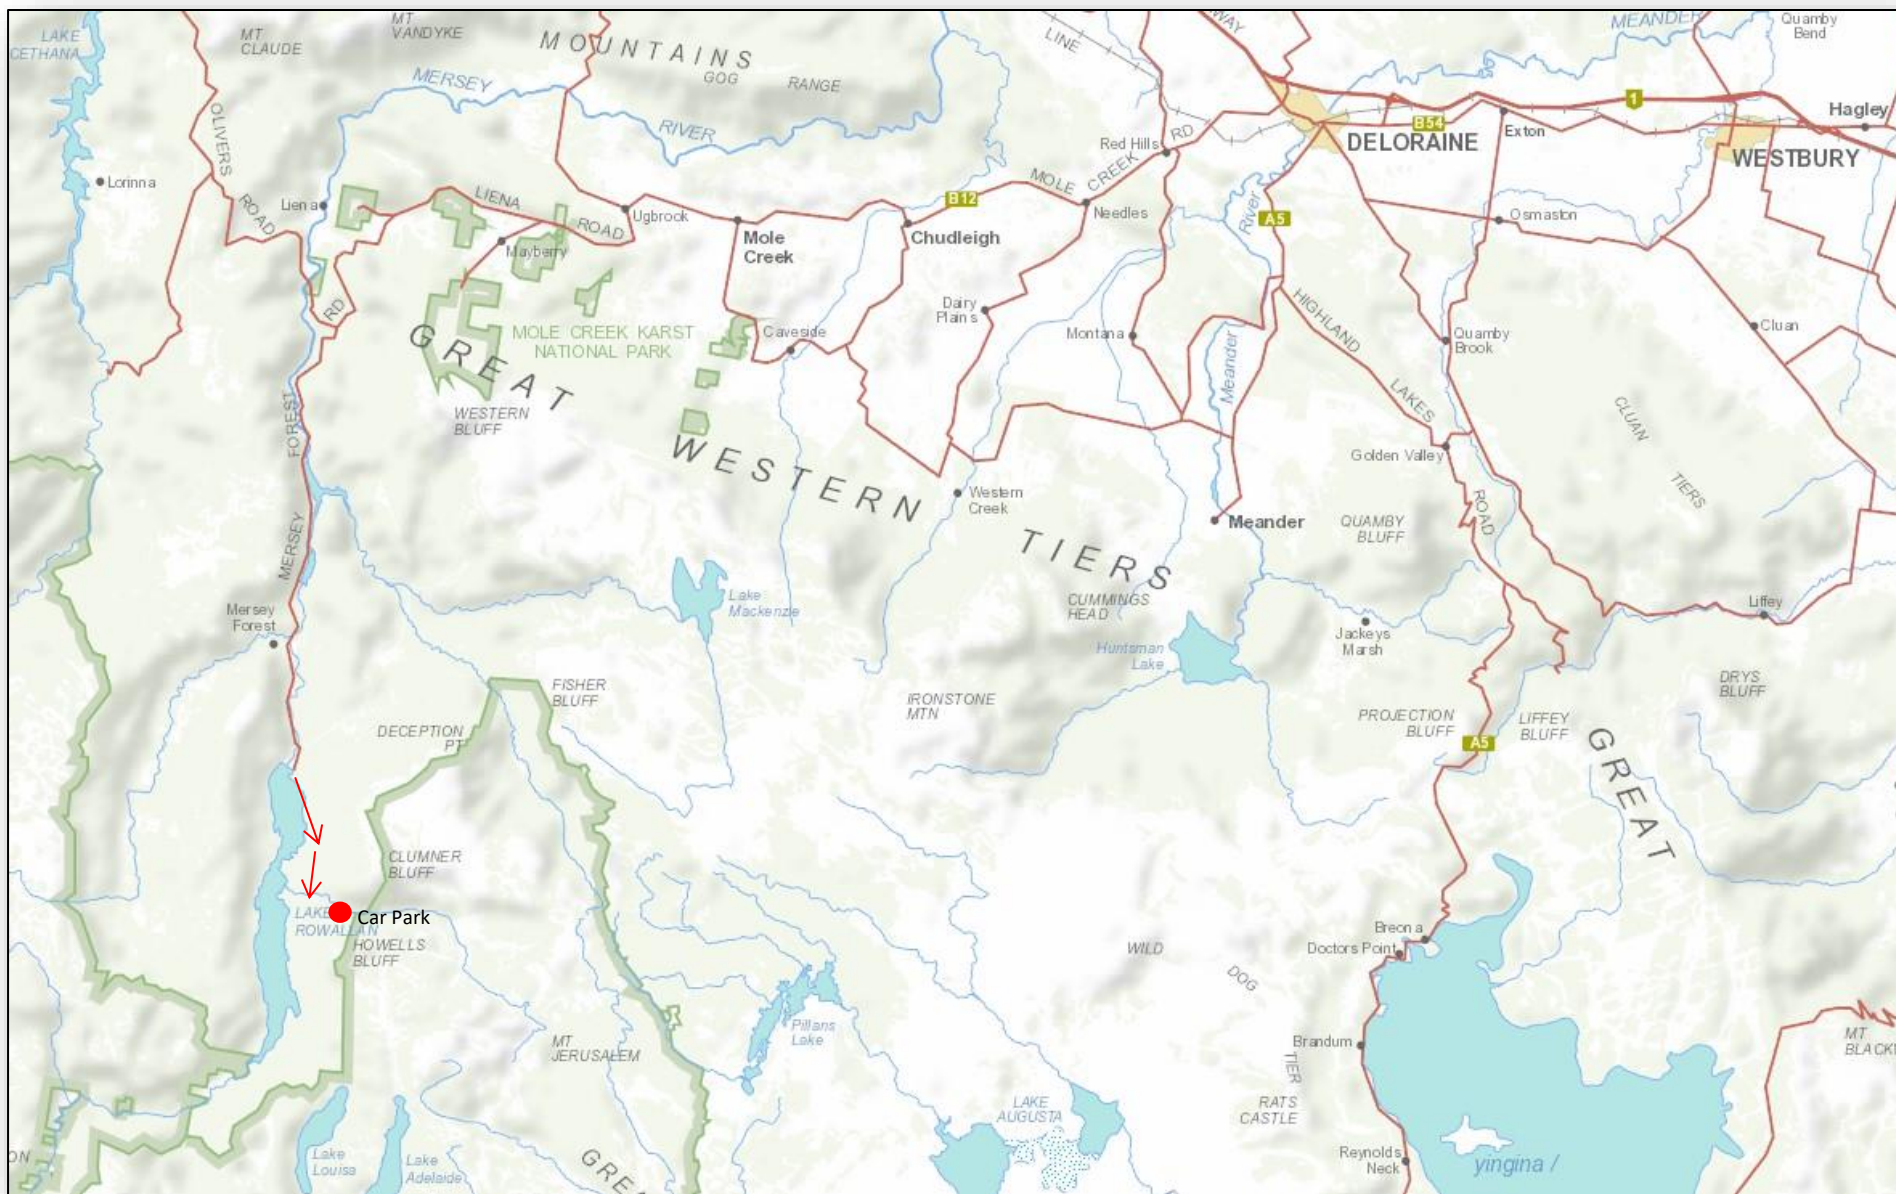 LAKE
CETHANA
MT
CLAUDE
MT
VANDYKE
MOUNTAINS
GOG RANGE
MERSEY
RIVER
LINE
MEANDER
Quamby
Bend
1
B54
Hagley
Exton
DELORAINE
WESTBURY
Red Hills
RD
CREEK
MOLE
OLIVERS
ROAD
Lorinna
Liena
LIENA
ROAD
Ugbrook
B12
Needles
River
A5
Osmaston
Mole
Creek
Chudleigh
Mayberry
RD
HIGHLAND
LAKES
ROAD
Dairy
Plains
Montana
Meander
Quamby
Brook
Cluan
MOLE CREEK KARST
NATIONAL PARK
Caveside
GREAT
WESTERN
TIERS
WESTERN
BLUFF
FOREST
MERSEY
CLUAN
TIERS
Golden Valley
Western
Creek
Meander
QUAMBY
BLUFF
Lake
Mackenzie
CUMMINGS
HEAD
Mersey
Forest
Liffey
Jackeys
Marsh
Huntsman
Lake
FISHER
BLUFF
IRONSTONE
MTN
DRYS
BLUFF
DECEPTION
PT
PROJECTION
BLUFF
LIFFEY
BLUFF
A5
GREAT
CLUMNER
BLUFF
Car Park
LAKE
ROWALLAN
HOWELLS
BLUFF
Breona
Doctors Point
WILD
DOG
TIER
Pillans
Lake
MT
JERUSALEM
Brandum
LAKE
AUGUSTA
RATS
CASTLE
Lake
Louisa
Lake
Adelaide
Reynolds
Neck
yingina /